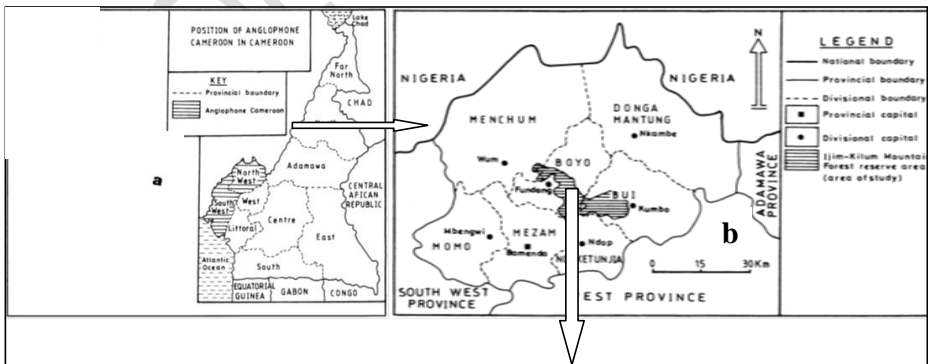 POSITION OF ANGLOPHONE
CAMEROON IN CAMEROON
KEY
Provincial boundary
Anglophone Cameroon
Lake
Chad
Far
North
CHAD
Adamawa
North
West
South
West
West
Littoral
Centre
East
South
CENTRAL
AFRICAN
REPUBLIC
Atlantic
Ocean
EQUATORIAL
GUINEA
GABON
CONGO
a
NIGERIA
NIGERIA
N
MENCHUM
DONGA
MANTUNG
Nkambe
Wum
BOYO
Fundong
BUI
Kumbo
Mbengwi
MOMO
MEZAM
Bamenda
Ndop
KETUNJIA
b
0 15 30Km
SOUTH WEST
PROVINCE
EST PROVINCE
ADAMAWA
PROVINCE
LEGEND
National boundary
Provincial boundary
Divisional boundary
Provincial capital
Divisional capital
Ijim-Kilum Mountain
Forest reserve area
(area of study)